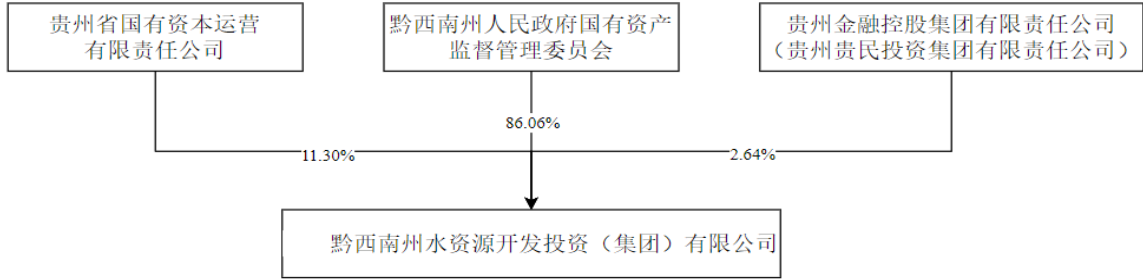 贵州省国有资本运营
有限责任公司
黔西南州人民政府国有资产
监督管理委员会
贵州金融控股集团有限责任公司
（贵州贵民投资集团有限责任公司）
86.06%
11.30%
2.64%
黔西南州水资源开发投资（集团）有限公司